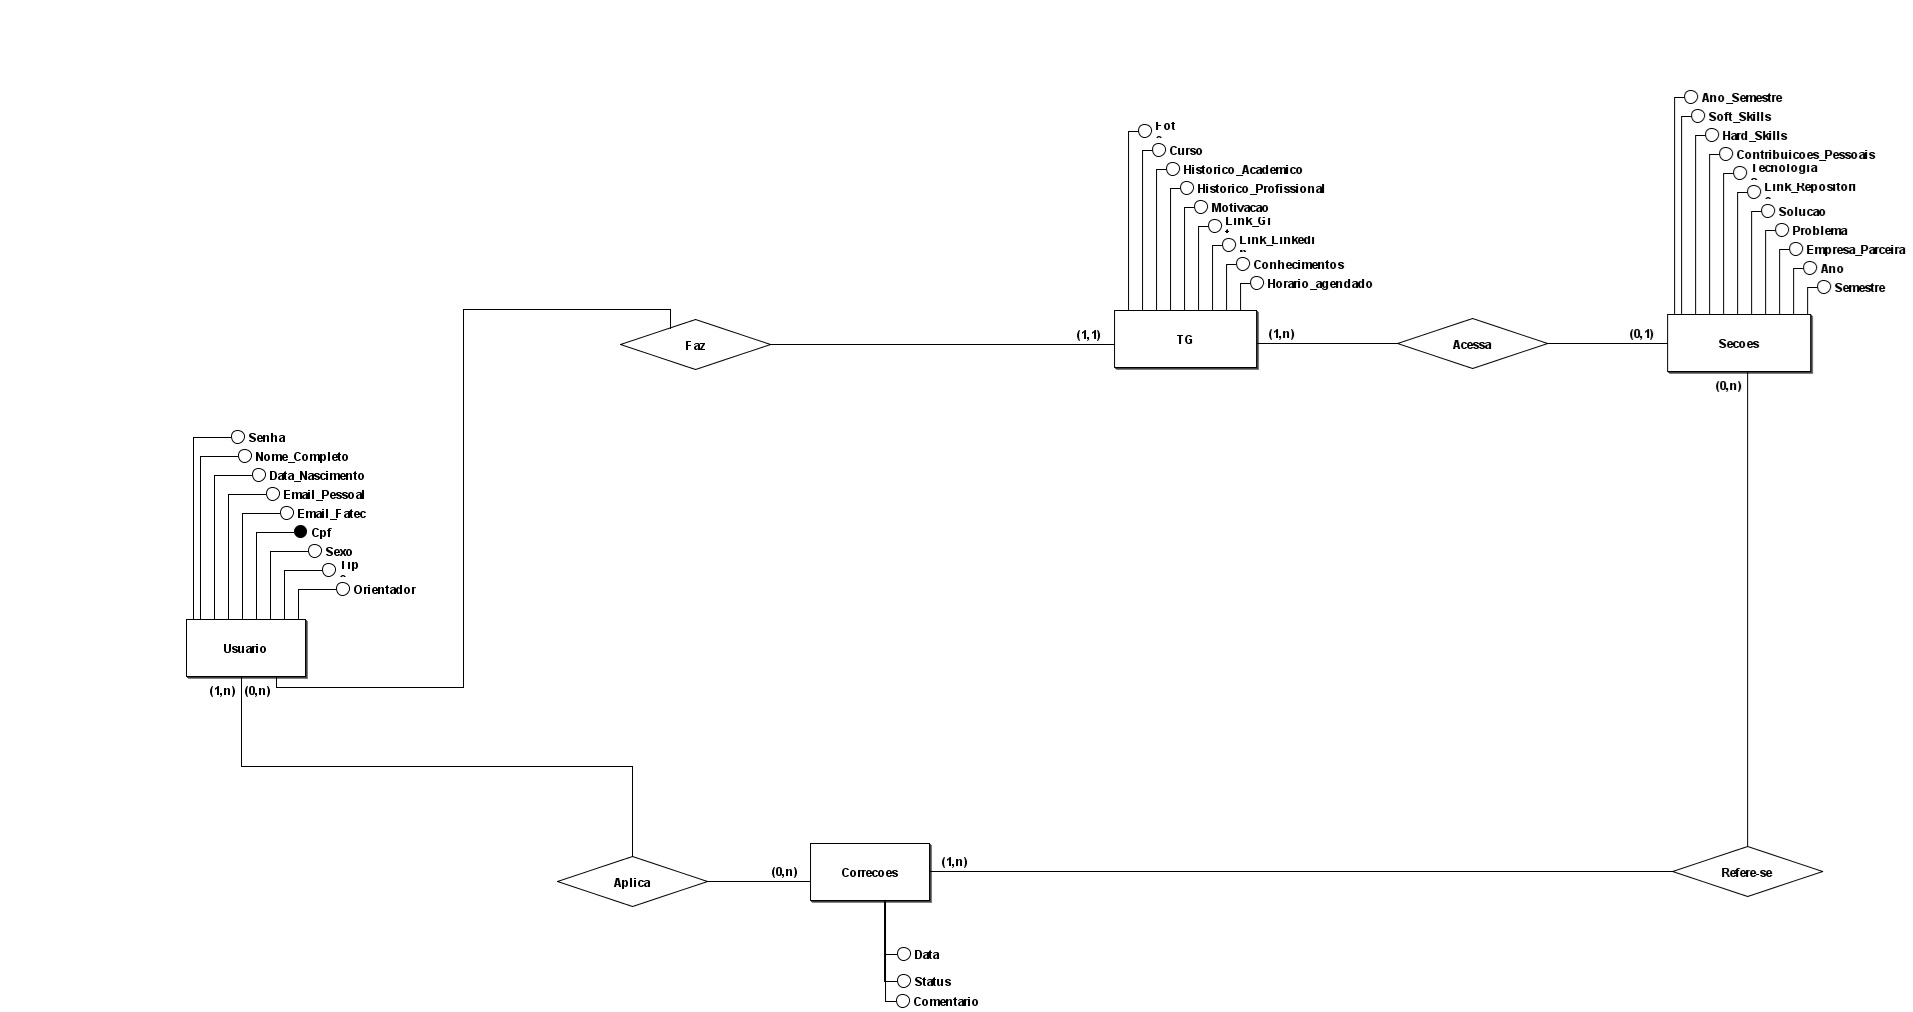 Ano_Semestre
Soft_Skills
Hard_Skills
Contribuicoes_Pessoais
Tecnologia
Link_Repositori
Solucao
Problema
Empresa_Parceira
Ano
Semestre
Fot
Curso
Historico_Academico
Historico_Profissional
Motivacao
Link_Gi
Link_Linkedi
Conhecimentos
Horario_agendado
Faz
(1,1)
TG
(1,n)
Acessa
(0,1)
Secoes
(0,n)
Senha
Nome_Completo
Data_Nascimento
Email_Pessoal
Email_Fatec
Cpf
Sexo
Tip
Orientador
Usuario
(1,n) (0,n)
Aplica
(0,n)
Correcoes
(1,n)
Refere-se
Data
Status
Comentario